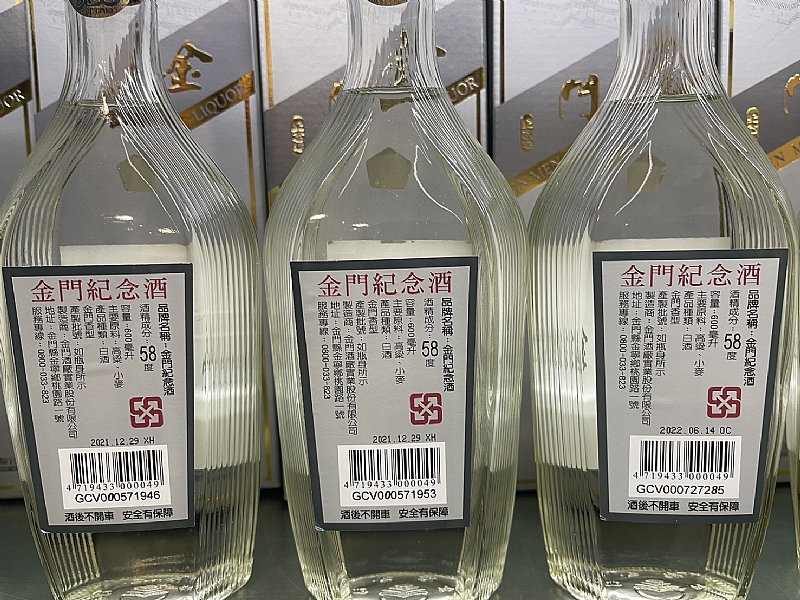 金
LIQUOR
LIQUOR
門
N MEN
金門紀念酒
品牌名稱：金門紀念酒
酒精成分：58度
容量：600毫升
主要原料：高粱、小麥
產品種類：白酒
金門香型
產製批號：如瓶身所示
製造商：金門酒廠實業股份有限公司
地址：金門縣金寧鄉桃園路一號
服務專線：0800-033-823
2021.12.29 XH
4 719433 000049
GCV000571946
酒後不開車 安全有保障
金門紀念酒
品牌名稱：金門紀念酒
酒精成分：58度
容量：600毫升
主要原料：高粱、小麥
產品種類：白酒
金門香型
產製批號：如瓶身所示
製造商：金門酒廠實業股份有限公司
地址：金門縣金寧鄉桃園路一號
服務專線：0800-033-823
2021.12.29 XH
4 719433 000049
GCV000571953
酒後不開車 安全有保障
金門紀念酒
品牌名稱：金門紀念酒
酒精成分：58度
容量：600毫升
主要原料：高粱、小麥
產品種類：白酒
金門香型
產製批號：如瓶身所示
製造商：金門酒廠實業股份有限公司
地址：金門縣金寧鄉桃園路一號
服務專線：0800-033-823
2022.06.14 OC
4 719433 000049
GCV000727285
酒後不開車 安全有保障